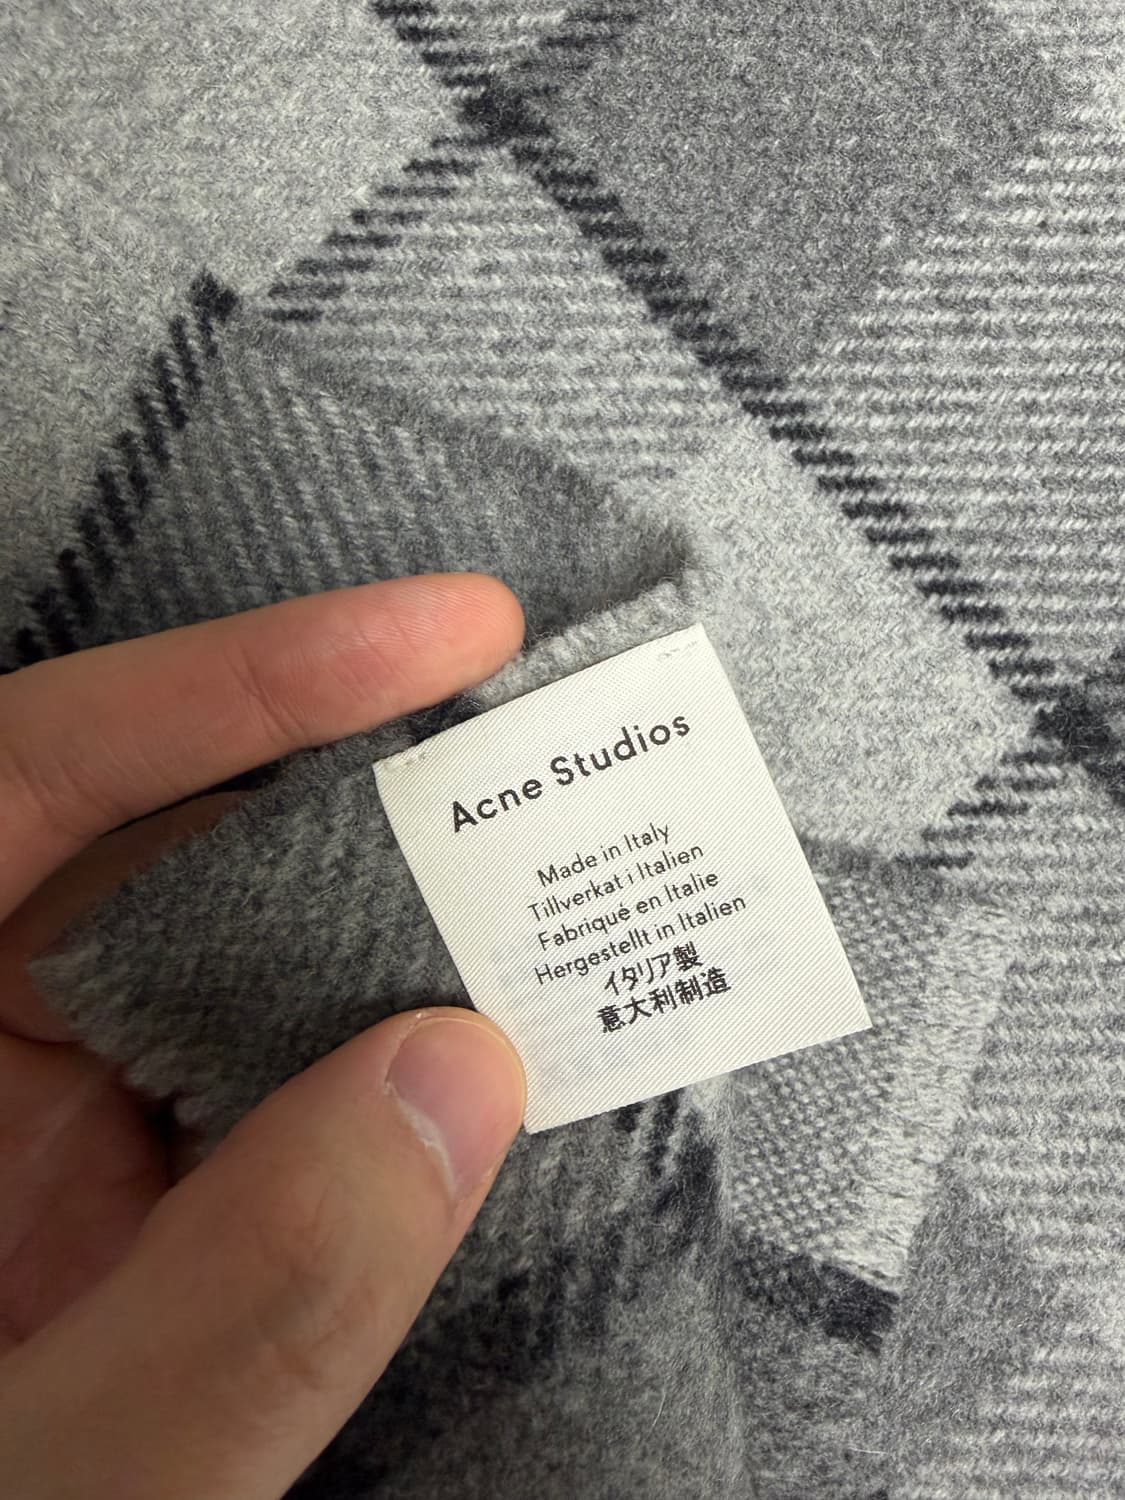 Acne Studios
Made in Italy
Tillverkat i Italien
Fabriqué en Italie
Hergestellt in Italien
イタリア製
意大利制造